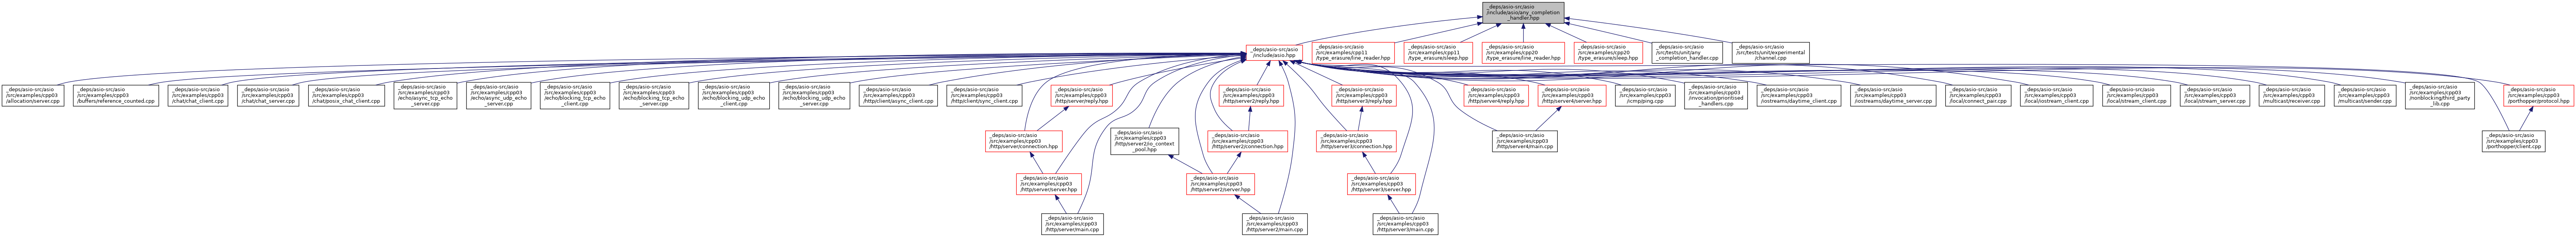 _deps/asio-src/asio
/include/asio/any_completion
_handler.hpp
_deps/asio-src/asio
/include/asio.hpp
_deps/asio-src/asio
/src/examples/cpp11
/type_erasure/line_reader.hpp
_deps/asio-src/asio
/src/examples/cpp11
/type_erasure/sleep.hpp
_deps/asio-src/asio
/src/examples/cpp20
/type_erasure/line_reader.hpp
_deps/asio-src/asio
/src/examples/cpp20
/type_erasure/sleep.hpp
_deps/asio-src/asio
/src/tests/unit/any
_completion_handler.cpp
_deps/asio-src/asio
/src/tests/unit/experimental
/channel.cpp
_deps/asio-src/asio
/src/examples/cpp03
/allocation/server.cpp
_deps/asio-src/asio
/src/examples/cpp03
/buffers/reference_counted.cpp
_deps/asio-src/asio
/src/examples/cpp03
/chat/chat_client.cpp
_deps/asio-src/asio
/src/examples/cpp03
/chat/chat_server.cpp
_deps/asio-src/asio
/src/examples/cpp03
/chat/posix_chat_client.cpp
_deps/asio-src/asio
/src/examples/cpp03
/echo/async_tcp_echo
_server.cpp
_deps/asio-src/asio
/src/examples/cpp03
/echo/async_udp_echo
_server.cpp
_deps/asio-src/asio
/src/examples/cpp03
/echo/blocking_tcp_echo
_client.cpp
_deps/asio-src/asio
/src/examples/cpp03
/echo/blocking_tcp_echo
_server.cpp
_deps/asio-src/asio
/src/examples/cpp03
/echo/blocking_udp_echo
_client.cpp
_deps/asio-src/asio
/src/examples/cpp03
/echo/blocking_udp_echo
_server.cpp
_deps/asio-src/asio
/src/examples/cpp03
/http/client/async_client.cpp
_deps/asio-src/asio
/src/examples/cpp03
/http/client/sync_client.cpp
_deps/asio-src/asio
/src/examples/cpp03
/http/server/reply.hpp
_deps/asio-src/asio
/src/examples/cpp03
/http/server2/reply.hpp
_deps/asio-src/asio
/src/examples/cpp03
/http/server3/reply.hpp
_deps/asio-src/asio
/src/examples/cpp03
/http/server4/reply.hpp
_deps/asio-src/asio
/src/examples/cpp03
/http/server4/server.hpp
_deps/asio-src/asio
/src/examples/cpp03
/icmp/ping.cpp
_deps/asio-src/asio
/src/examples/cpp03
/invocation/prioritised
_handlers.cpp
_deps/asio-src/asio
/src/examples/cpp03
/iostreams/daytime_client.cpp
_deps/asio-src/asio
/src/examples/cpp03
/iostreams/daytime_server.cpp
_deps/asio-src/asio
/src/examples/cpp03
/local/connect_pair.cpp
_deps/asio-src/asio
/src/examples/cpp03
/local/iostream_client.cpp
_deps/asio-src/asio
/src/examples/cpp03
/local/stream_client.cpp
_deps/asio-src/asio
/src/examples/cpp03
/local/stream_server.cpp
_deps/asio-src/asio
/src/examples/cpp03
/multicast/receiver.cpp
_deps/asio-src/asio
/src/examples/cpp03
/multicast/sender.cpp
_deps/asio-src/asio
/src/examples/cpp03
/nonblocking/third_party
_lib.cpp
_deps/asio-src/asio
/src/examples/cpp03
/porthopper/protocol.hpp
_deps/asio-src/asio
/src/examples/cpp03
/http/server/connection.hpp
_deps/asio-src/asio
/src/examples/cpp03
/http/server2/io_context
_pool.hpp
_deps/asio-src/asio
/src/examples/cpp03
/http/server2/connection.hpp
_deps/asio-src/asio
/src/examples/cpp03
/http/server3/connection.hpp
_deps/asio-src/asio
/src/examples/cpp03
/http/server4/main.cpp
_deps/asio-src/asio
/src/examples/cpp03
/porthopper/client.cpp
_deps/asio-src/asio
/src/examples/cpp03
/http/server/server.hpp
_deps/asio-src/asio
/src/examples/cpp03
/http/server2/server.hpp
_deps/asio-src/asio
/src/examples/cpp03
/http/server3/server.hpp
_deps/asio-src/asio
/src/examples/cpp03
/http/server/main.cpp
_deps/asio-src/asio
/src/examples/cpp03
/http/server2/main.cpp
_deps/asio-src/asio
/src/examples/cpp03
/http/server3/main.cpp